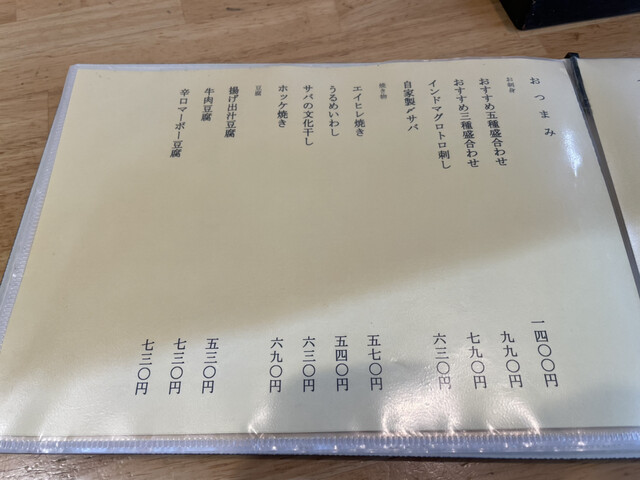 おつまみ
お刺身
おすすめ五種盛合わせ 一四〇〇円
おすすめ三種盛合わせ 九九〇円
インドマグロトロ刺し 七九〇円
自家製〆サバ 六三〇円
焼き物
エイヒレ焼き 五七〇円
うるめいわし 五四〇円
サバの文化干し 六三〇円
ホッケ焼き 六九〇円
豆腐
揚げ出汁豆腐 五三〇円
牛肉豆腐 七三〇円
辛口マーボー豆腐 七三〇円